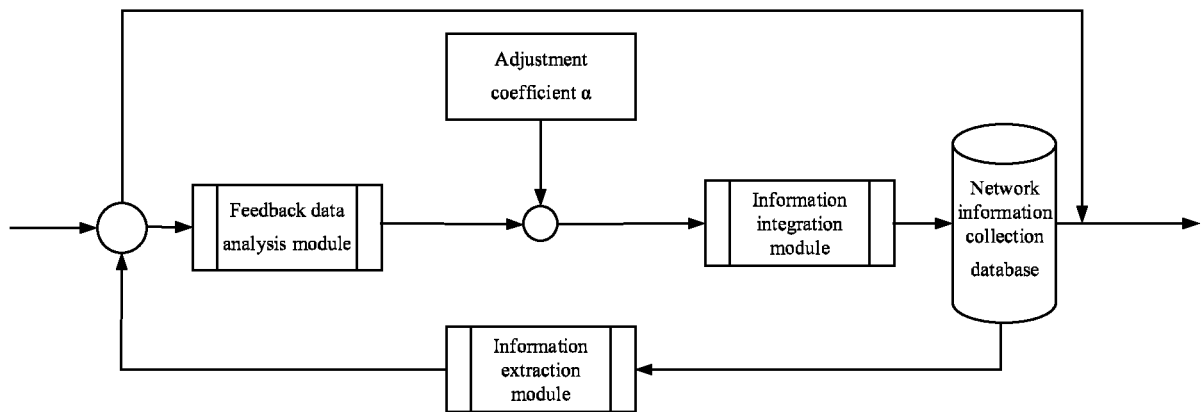 Adjustment
coefficient α
Feedback data
analysis module
Information
integration
module
Network
information
collection
database
Information
extraction
module